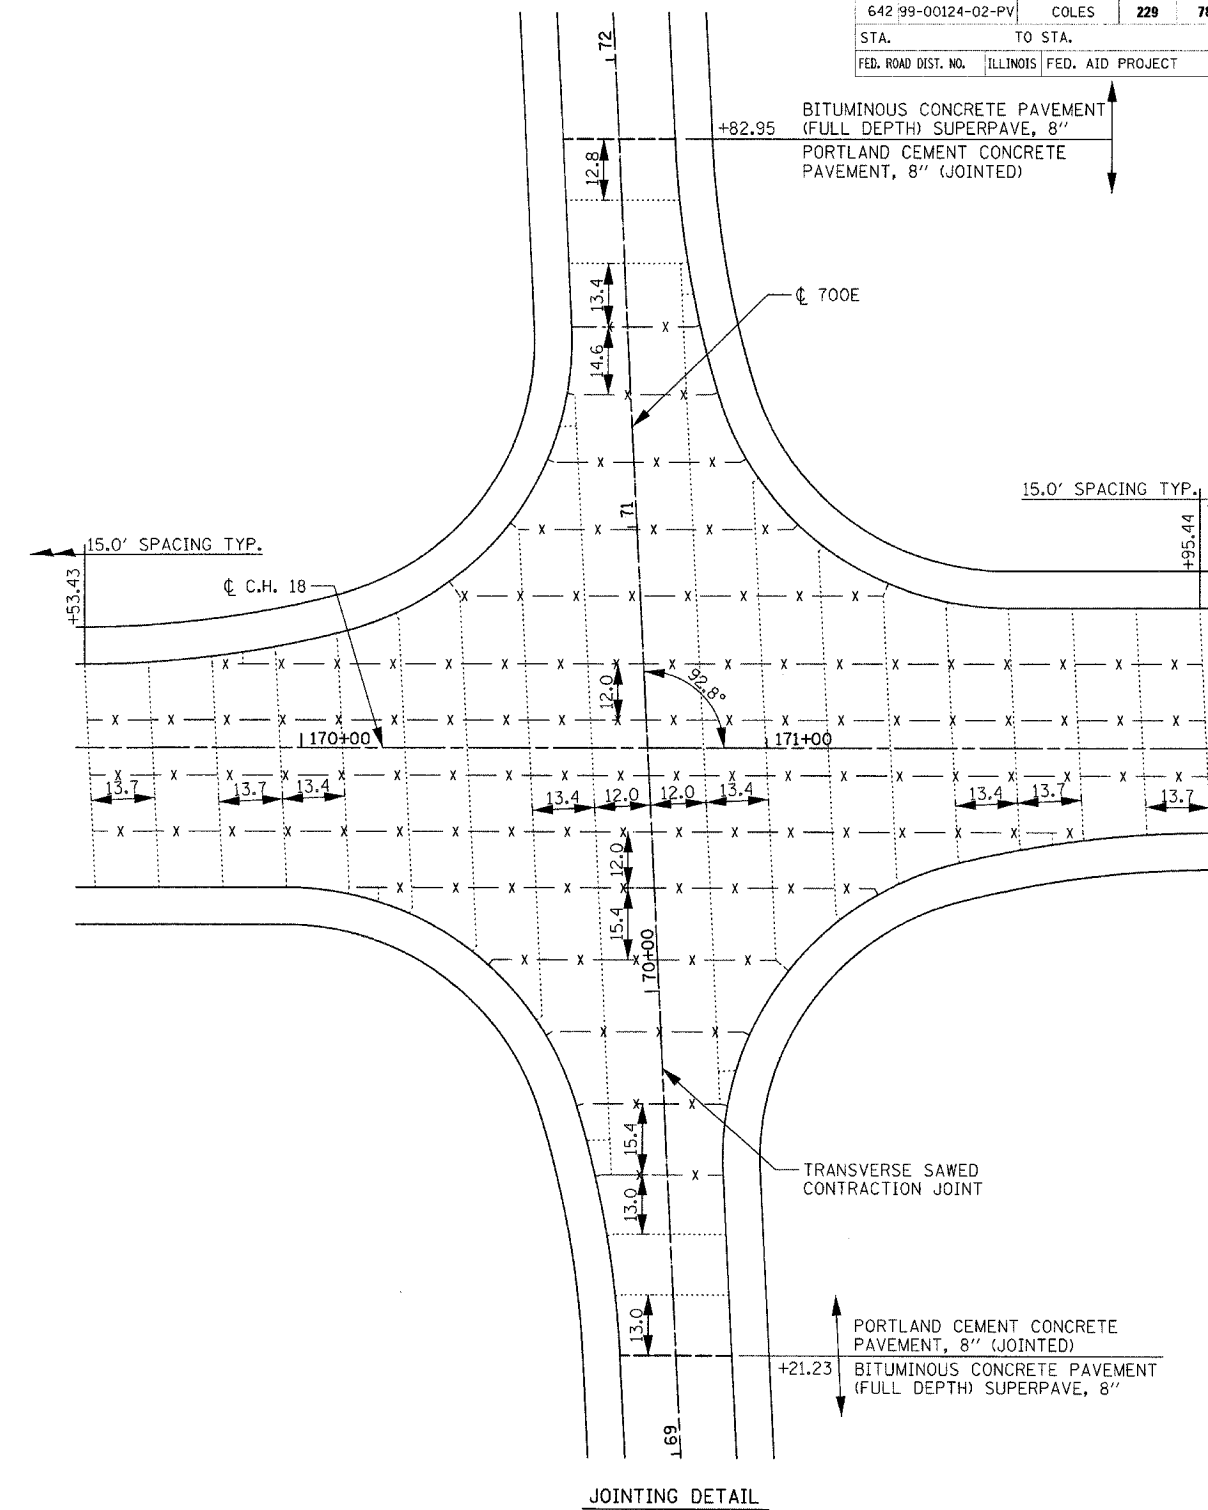 642 99-00124-02-PV COLES 229 78
STA. TO STA.
FED. ROAD DIST. NO. ILLINOIS FED. AID PROJECT
72
+82.95
BITUMINOUS CONCRETE PAVEMENT
(FULL DEPTH) SUPERPAVE, 8"
PORTLAND CEMENT CONCRETE
PAVEMENT, 8" (JOINTED)
12.8
13.4
℄ 700E
14.6
71
15.0' SPACING TYP.
+95.44
15.0' SPACING TYP.
+53.43
℄ C.H. 18
12.0
92.8°
170+00
171+00
13.7
13.7
13.4
13.4
12.0
12.0
13.4
13.4
13.7
13.7
12.0
15.4
70+00
15.4
13.0
TRANSVERSE SAWED
CONTRACTION JOINT
13.0
PORTLAND CEMENT CONCRETE
PAVEMENT, 8" (JOINTED)
+21.23
BITUMINOUS CONCRETE PAVEMENT
(FULL DEPTH) SUPERPAVE, 8"
69
JOINTING DETAIL